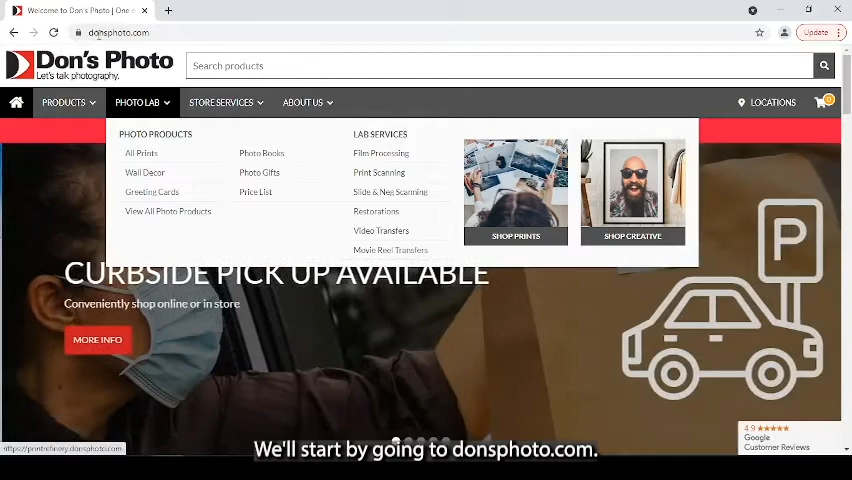 Welcome to Don's Photo | One o
donsphoto.com
Update
Don's Photo
Let's talk photography.
Search products
PRODUCTS
PHOTO LAB
STORE SERVICES
ABOUT US
LOCATIONS
0
PHOTO PRODUCTS
All Prints
Wall Decor
Greeting Cards
View All Photo Products
Photo Books
Photo Gifts
Price List
LAB SERVICES
Film Processing
Print Scanning
Slide & Neg Scanning
Restorations
Video Transfers
Movie Reel Transfers
SHOP PRINTS
SHOP CREATIVE
CURBSIDE PICK UP AVAILABLE
Conveniently shop online or in store
MORE INFO
P
4.9 ★★★★★
Google
Customer Reviews
https://printrefinery.donsphoto.com
We'll start by going to donsphoto.com.